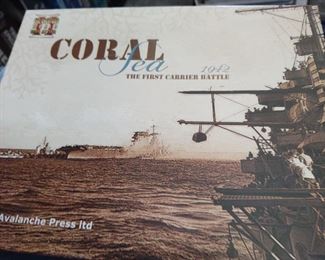 CORAL
Sea
1942
THE FIRST CARRIER BATTLE
Avalanche Press ltd